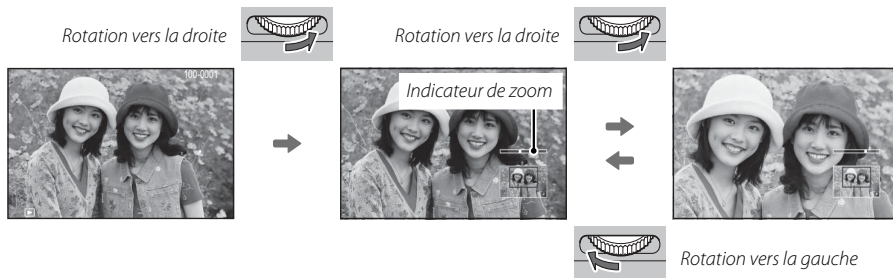 Rotation vers la droite
Rotation vers la droite
100-0001
Indicateur de zoom
Rotation vers la gauche